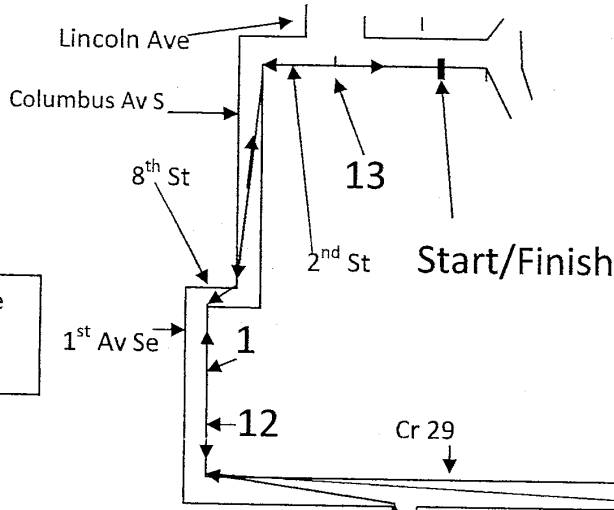 Lincoln Ave
Columbus Av S
13
8th St
2nd St
Start/Finish
e
1st Av Se
1
12
Cr 29